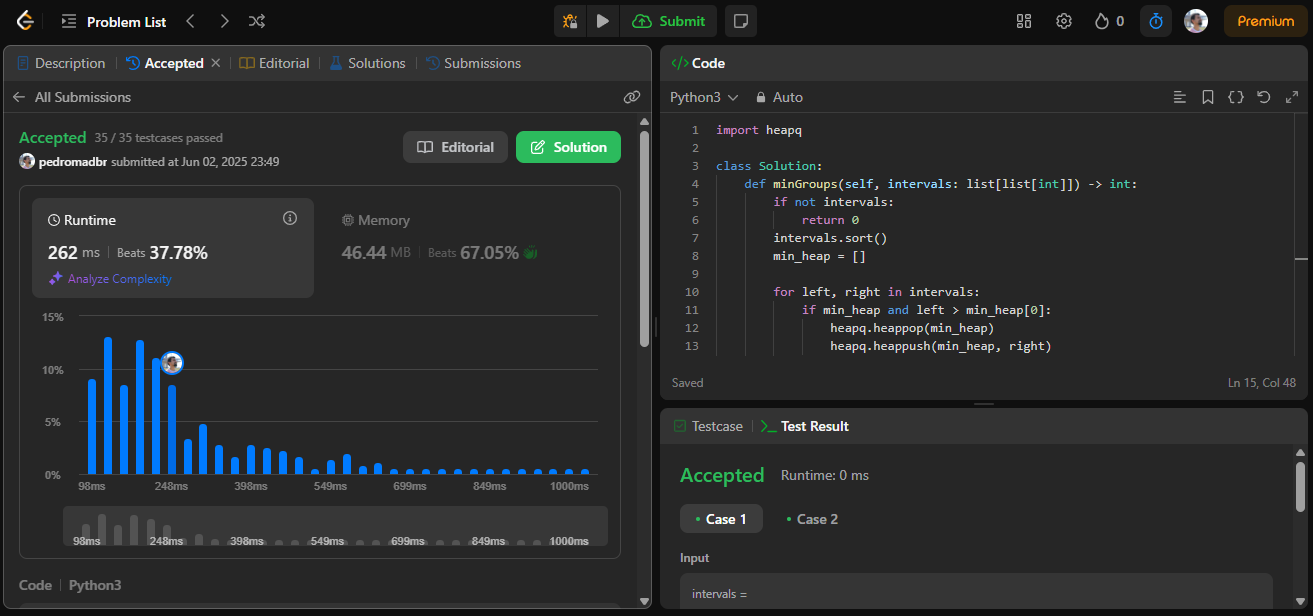 Problem List
Submit
0
Premium
Description
Accepted
Editorial
Solutions
Submissions
All Submissions
Accepted 35 / 35 testcases passed
pedromadbr submitted at Jun 02, 2025 23:49
Editorial
Solution
Runtime
262 ms Beats 37.78%
Analyze Complexity
Memory
46.44 MB Beats 67.05%
15%
10%
5%
0%
98ms 248ms 398ms 549ms 699ms 849ms 1000ms
98ms 248ms 398ms 549ms 699ms 849ms 1000ms
Code Python3
</> Code
Python3 Auto
1 import heapq
2
3 class Solution:
4 def minGroups(self, intervals: list[list[int]]) -> int:
5 if not intervals:
6 return 0
7 intervals.sort()
8 min_heap = []
9
10 for left, right in intervals:
11 if min_heap and left > min_heap[0]:
12 heapq.heappop(min_heap)
13 heapq.heappush(min_heap, right)
Saved
Ln 15, Col 48
Testcase
Test Result
Accepted Runtime: 0 ms
Case 1
Case 2
Input
intervals =